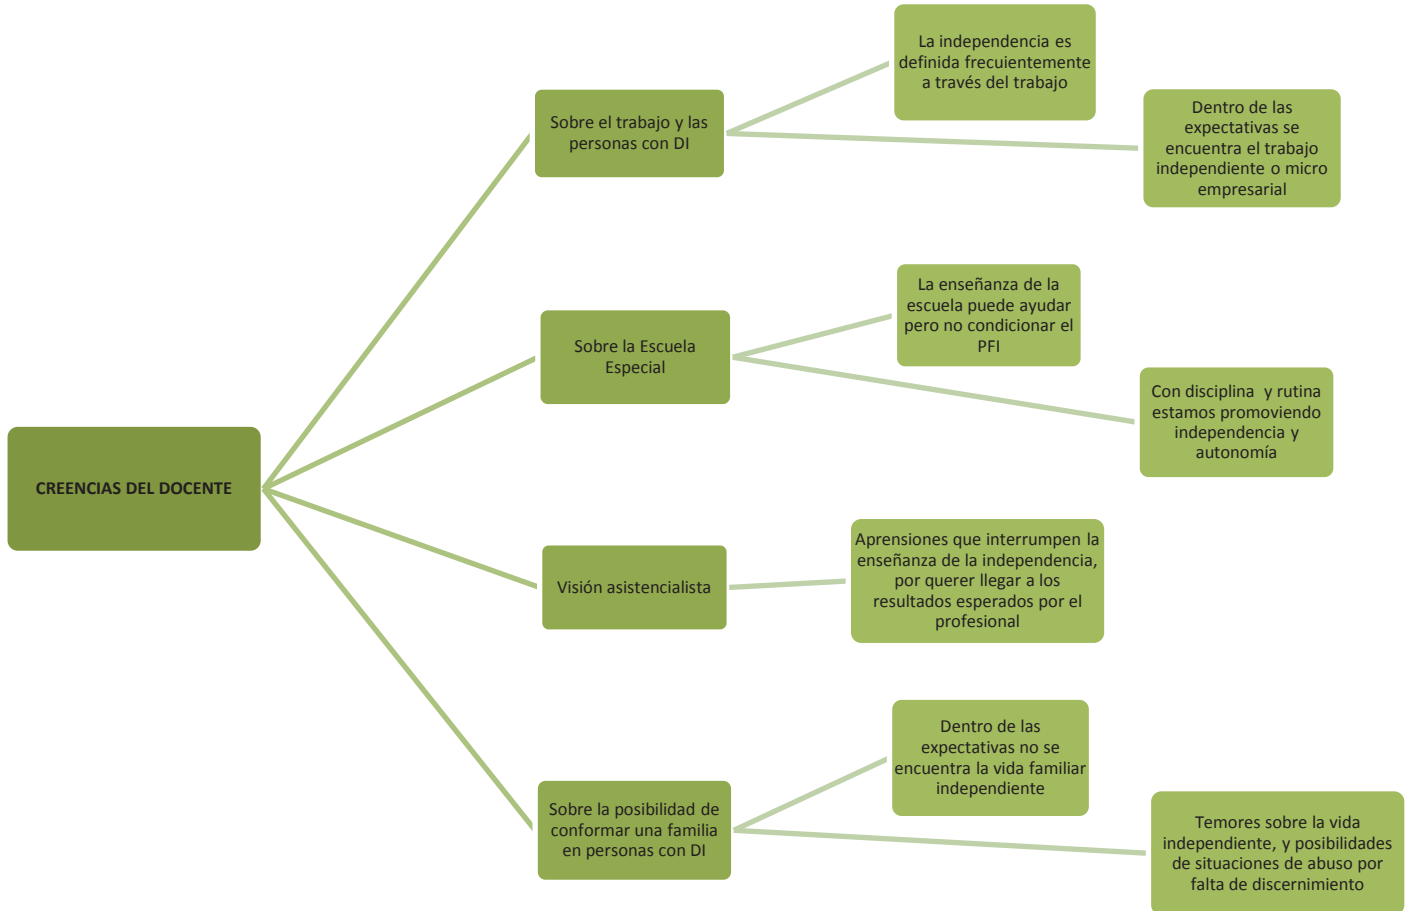 CREENCIAS DEL DOCENTE
Sobre el trabajo y las
personas con DI
La independencia es
definida frecuientemente
a través del trabajo
Dentro de las
expectativas se
encuentra el trabajo
independiente o micro
empresarial
Sobre la Escuela
Especial
La enseñanza de la
escuela puede ayudar
pero no condicionar el
PFI
Con disciplina y rutina
estamos promoviendo
independencia y
autonomía
Visión asistencialista
Aprensiones que interrumpen la
enseñanza de la independencia,
por querer llegar a los
resultados esperados por el
profesional
Sobre la posibilidad de
conformar una familia
en personas con DI
Dentro de las
expectativas no se
encuentra la vida familiar
independiente
Temores sobre la vida
independiente, y posibilidades
de situaciones de abuso por
falta de discernimiento